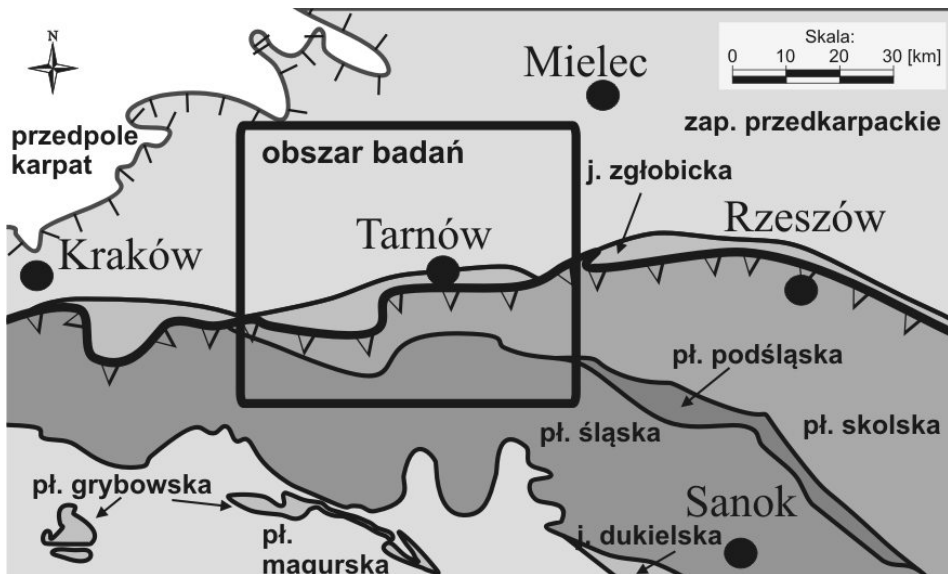 N
Skala:
0 10 20 30 [km]
Mielec
przedpole
karpat
zap. przedkarpackie
obszar badań
j. zgłobicka
Kraków
Tarnów
Rzeszów
pł. podśląska
pł. śląska
pł. skolska
pł. grybowska
Sanok
pł.
magurska
j. dukielska